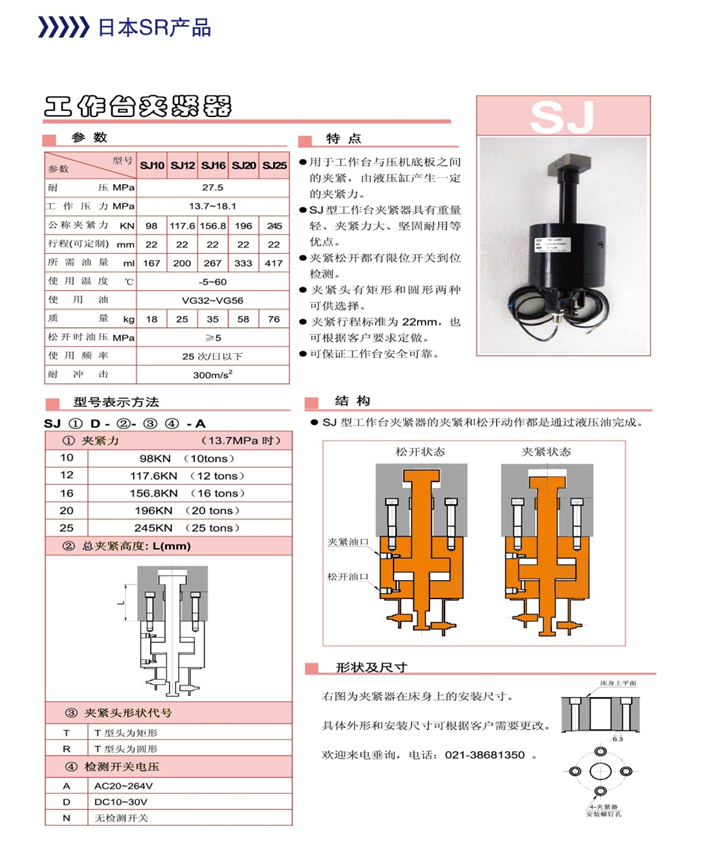 日本SR产品
工作台夹紧器
SJ
参 数
型号 参数 SJ10 SJ12 SJ16 SJ20 SJ25
耐 压 MPa 27.5
工 作 压 力 MPa 13.7~18.1
公称夹紧力 KN 98 117.6 156.8 196 245
行程(可定制) mm 22 22 22 22 22
所 需 油 量 ml 167 200 267 333 417
使 用 温 度 ℃ -5~60
使 用 油 VG32~VG56
质 量 kg 18 25 35 58 76
松开时油压 MPa ≥5
使 用 频 率 25 次/日以下
耐 冲 击 300m/s²
特 点
●用于工作台与压机底板之间
的夹紧，由液压缸产生一定
的夹紧力。
●SJ型工作台夹紧器具有重量
轻、夹紧力大、坚固耐用等
优点。
●夹紧松开都有限位开关到位
检测。
● 夹紧头有矩形和圆形两种
可供选择。
● 夹紧行程标准为 22mm，也
可根据客户要求定做。
●可保证工作台安全可靠。
型号表示方法
SJ ① D - ②- ③ ④ - A
① 夹紧力 （13.7MPa 时）
10 98KN （10tons）
12 117.6KN （12 tons）
16 156.8KN （16 tons）
20 196KN （20 tons）
25 245KN （25 tons）
② 总夹紧高度: L(mm)
L
③ 夹紧头形状代号
T T 型头为矩形
R T 型头为圆形
④ 检测开关电压
A AC20~264V
D DC10~30V
N 无检测开关
结 构
● SJ 型工作台夹紧器的夹紧和松开动作都是通过液压油完成。
松开状态 夹紧状态
夹紧油口
松开油口
形状及尺寸
右图为夹紧器在床身上的安装尺寸。
具体外形和安装尺寸可根据客户需要更改。
欢迎来电垂询，电话：021-38681350 。
床身上平面
6.3
4-夹紧器
安装螺钉孔